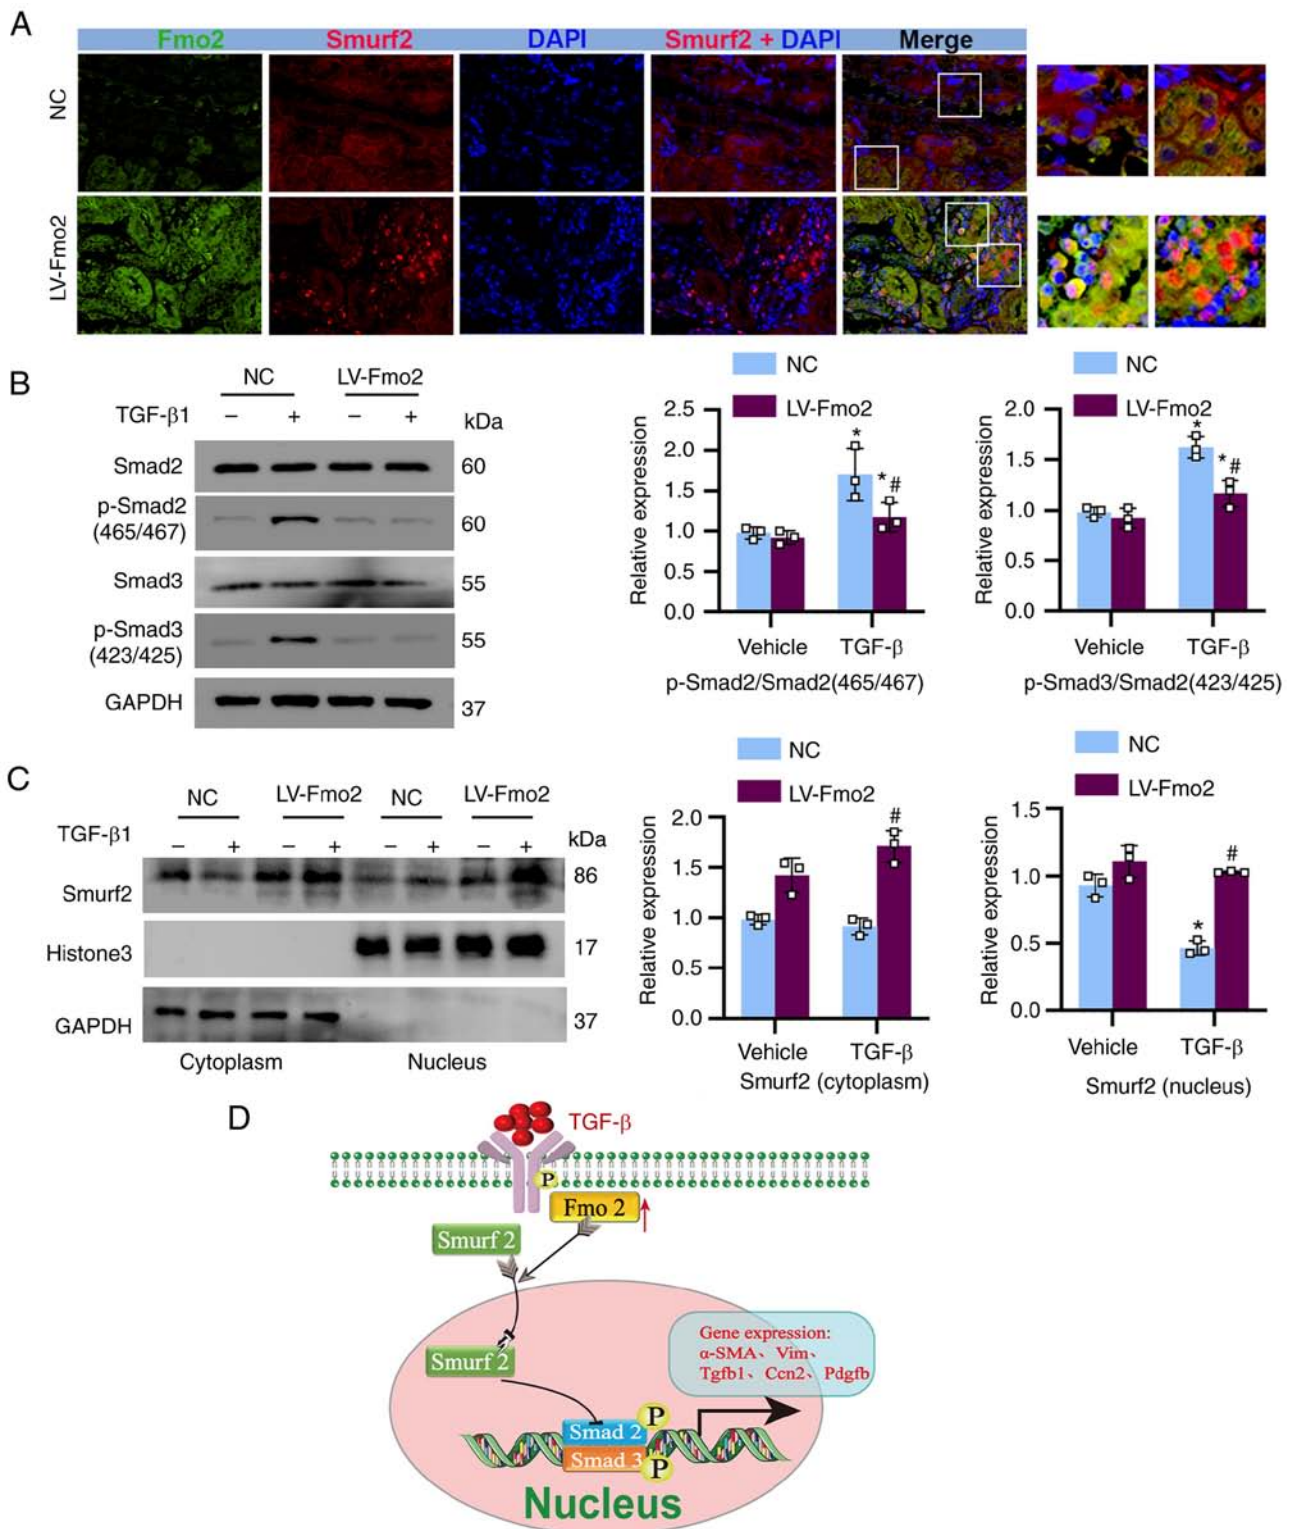 A
Fmo2 Smurf2 DAPI Smurf2 + DAPI Merge
NC
LV-Fmo2
B
NC LV-Fmo2
TGF-β1 – + – + kDa
Smad2 60
p-Smad2
(465/467) 60
Smad3 55
p-Smad3
(423/425) 55
GAPDH 37
NC
LV-Fmo2
Relative expression
2.5
2.0
1.5
1.0
0.5
0.0
*
* #
Vehicle TGF-β
p-Smad2/Smad2(465/467)
NC
LV-Fmo2
Relative expression
2.0
1.5
1.0
0.5
0.0
*
* #
Vehicle TGF-β
p-Smad3/Smad2(423/425)
C
NC LV-Fmo2 NC LV-Fmo2
TGF-β1 – + – + – + – + kDa
Smurf2 86
Histone3 17
GAPDH 37
Cytoplasm Nucleus
NC
LV-Fmo2
Relative expression
2.0
1.5
1.0
0.5
0.0
#
Vehicle TGF-β
Smurf2 (cytoplasm)
NC
LV-Fmo2
Relative expression
1.5
1.0
0.5
0.0
*
#
Vehicle TGF-β
Smurf2 (nucleus)
D
TGF-β
P
Fmo 2
Smurf 2
Smurf 2
Gene expression:
α-SMA、Vim、
Tgfb1、Ccn2、Pdgfb
P
Smad 2
Smad 3
P
Nucleus